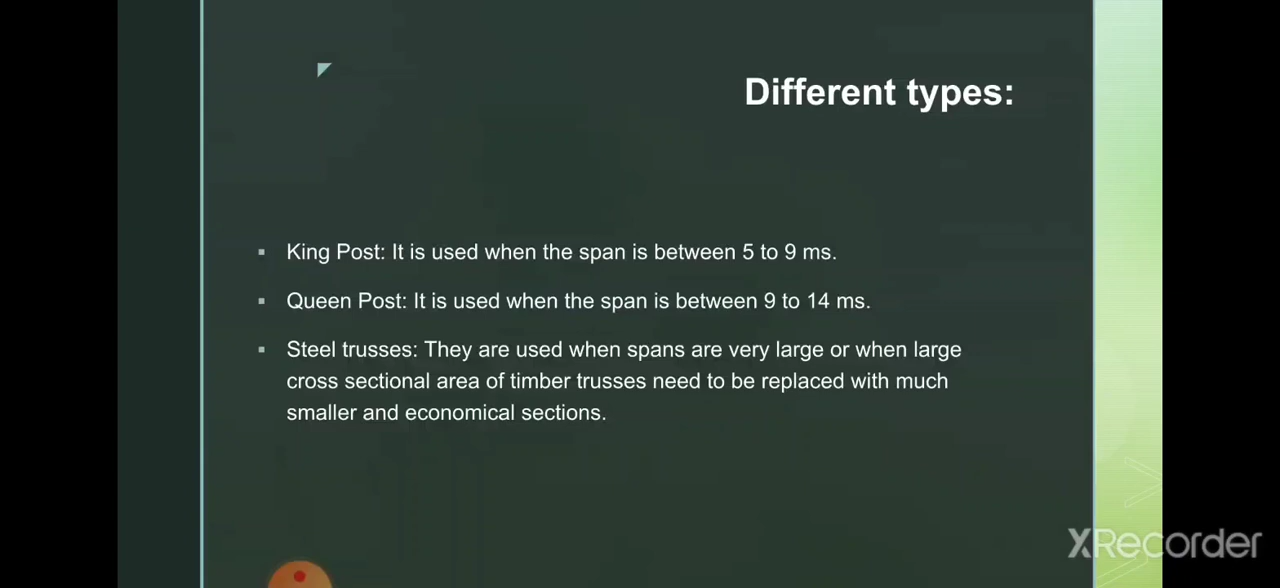 Different types:
▪ King Post: It is used when the span is between 5 to 9 ms.
▪ Queen Post: It is used when the span is between 9 to 14 ms.
▪ Steel trusses: They are used when spans are very large or when large
cross sectional area of timber trusses need to be replaced with much
smaller and economical sections.
XRecorder